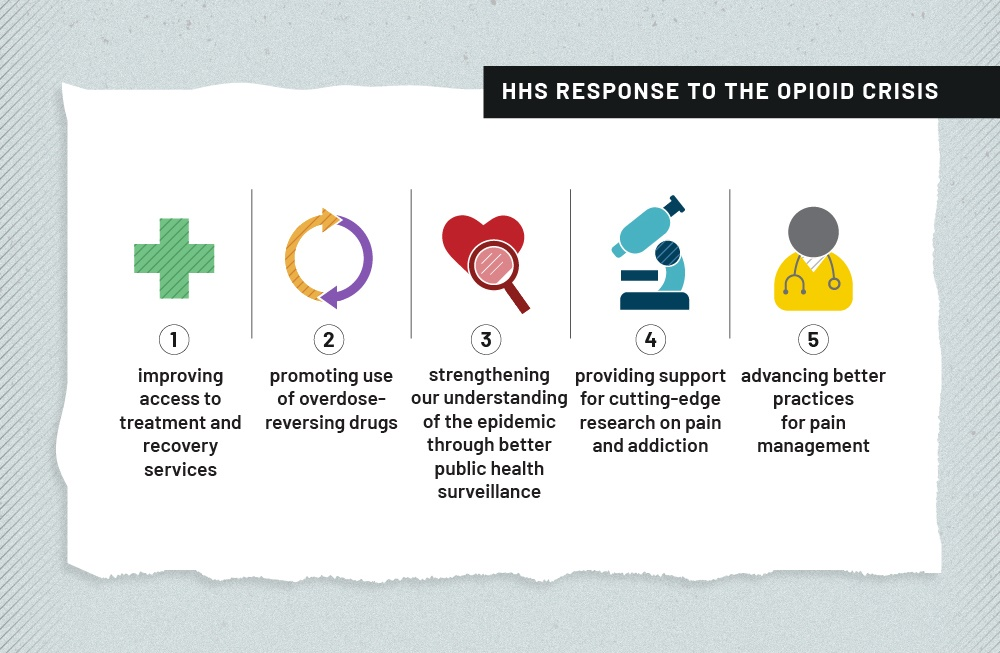 HHS RESPONSE TO THE OPIOID CRISIS
1
improving
access to
treatment and
recovery
services
2
promoting use
of overdose-
reversing drugs
3
strengthening
our understanding
of the epidemic
through better
public health
surveillance
4
providing support
for cutting-edge
research on pain
and addiction
5
advancing better
practices
for pain
management